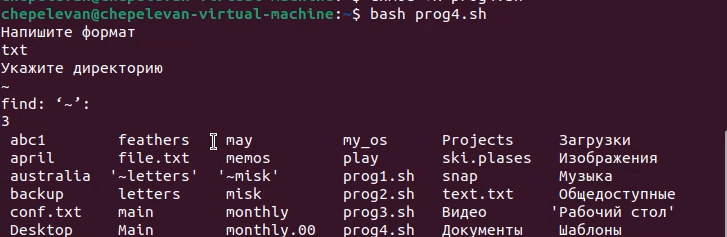 chepelevan@chepelevan-virtual-machine:~$ bash prog4.sh
Напишите формат
txt
Укажите директорию
~
find: ‘~’:
3
abc1 feathers may my_os Projects Загрузки
april file.txt memos play ski.plases Изображения
australia '~letters' '~misk' prog1.sh snap Музыка
backup letters misk prog2.sh text.txt Общедоступные
conf.txt main monthly prog3.sh Видео 'Рабочий стол'
Desktop Main monthly.00 prog4.sh Документы Шаблоны